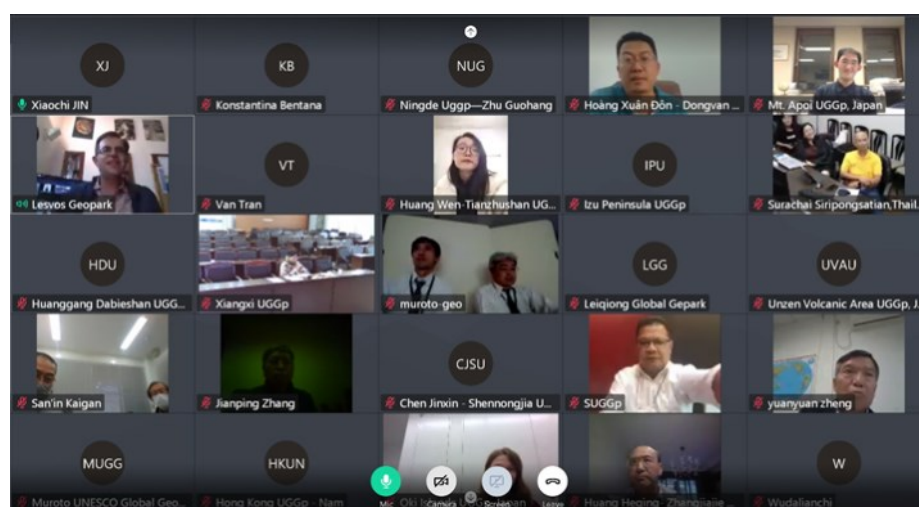 XJ
Xiaochi JIN
KB
Konstantina Bentana
NUG
Ningde Uggp—Zhu Guohang
Hoàng Xuân Đôn - Dongvan ...
Mt. Apoi UGGp, Japan
Lesvos Geopark
VT
Van Tran
Huang Wen-Tianzhushan UG...
IPU
Izu Peninsula UGGp
Surachai Siripongsatian,Thail...
HDU
Huanggang Dabieshan UGG...
Xiangxi UGGp
muroto-geo
LGG
Leiqiong Global Gepark
UVAU
Unzen Volcanic Area UGGp, J...
San'in Kaigan
Jianping Zhang
CJSU
Chen Jinxin - Shennongjia U...
SUGGp
yuanyuan zheng
MUGG
Muroto UNESCO Global Geo...
HKUN
Hong Kong UGGp - Nam
Oki Islands UGGp, Japan
Huang Heqing- Zhangjiajie...
W
Wudalianchi
Mic
Camera
Screen
Leave